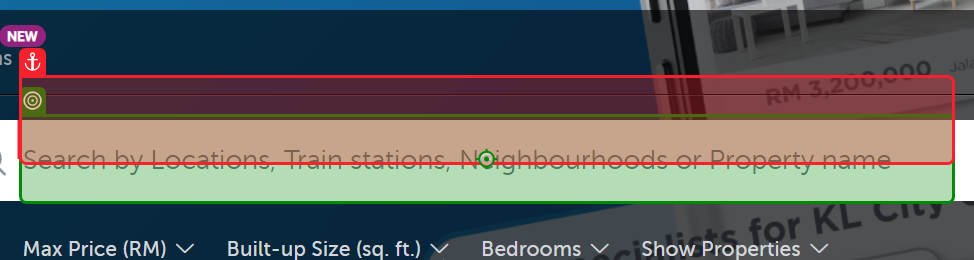 NEW
RM 3,200,000 Jala
Search by Locations, Train stations, Neighbourhoods or Property name
cialists for KL City
Max Price (RM) Built-up Size (sq. ft.) Bedrooms Show Properties